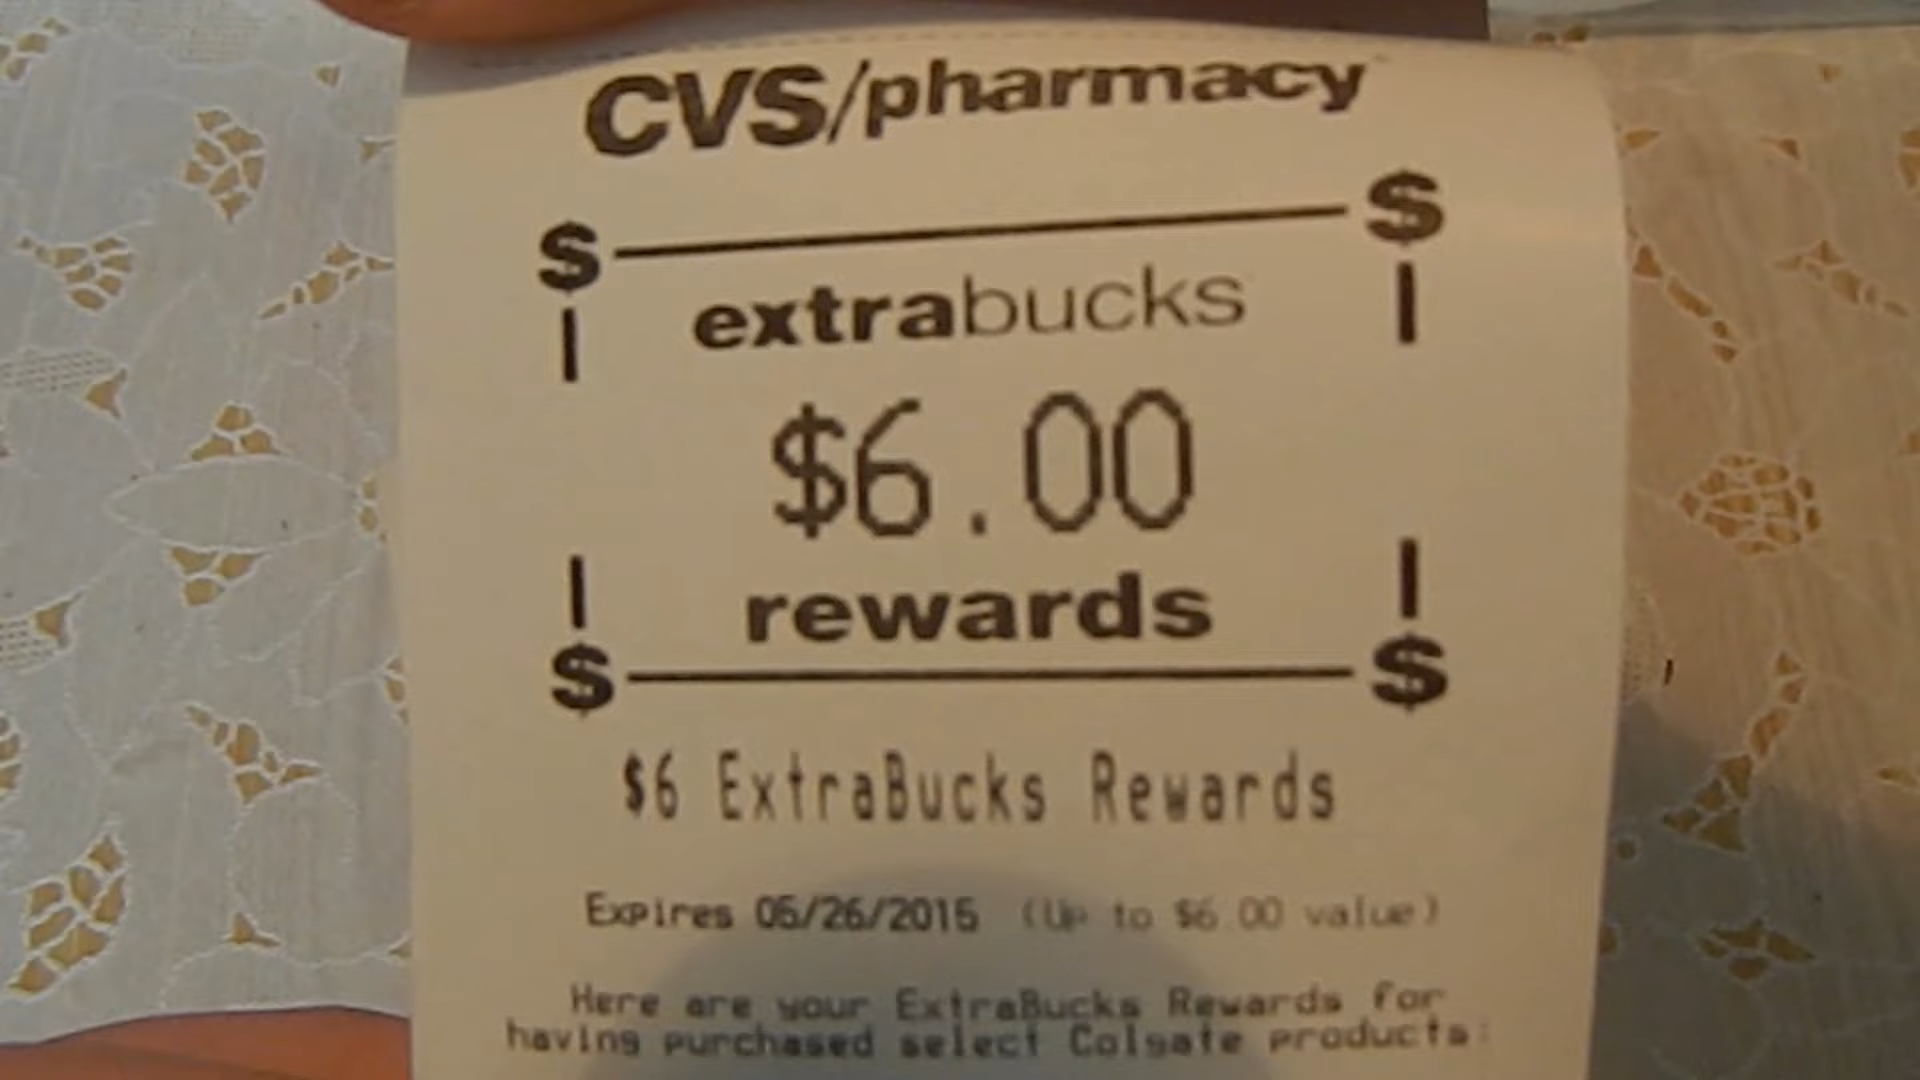 CVS/pharmacy
$ $
extrabucks
$6.00
rewards
$ $
$6 ExtraBucks Rewards
Expires 05/26/2015 (Up to $6.00 value)
Here are your ExtraBucks Rewards for
having purchased select Colgate products: